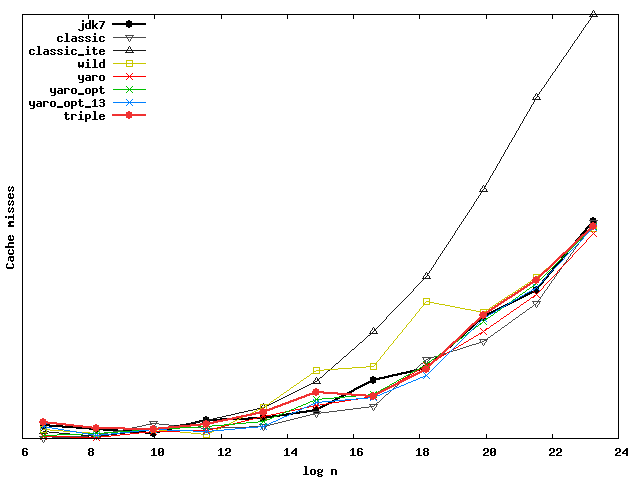 jdk7
classic
classic_ite
wild
yaro
yaro_opt
yaro_opt_13
triple
Cache misses
6 8 10 12 14 16 18 20 22 24
log n